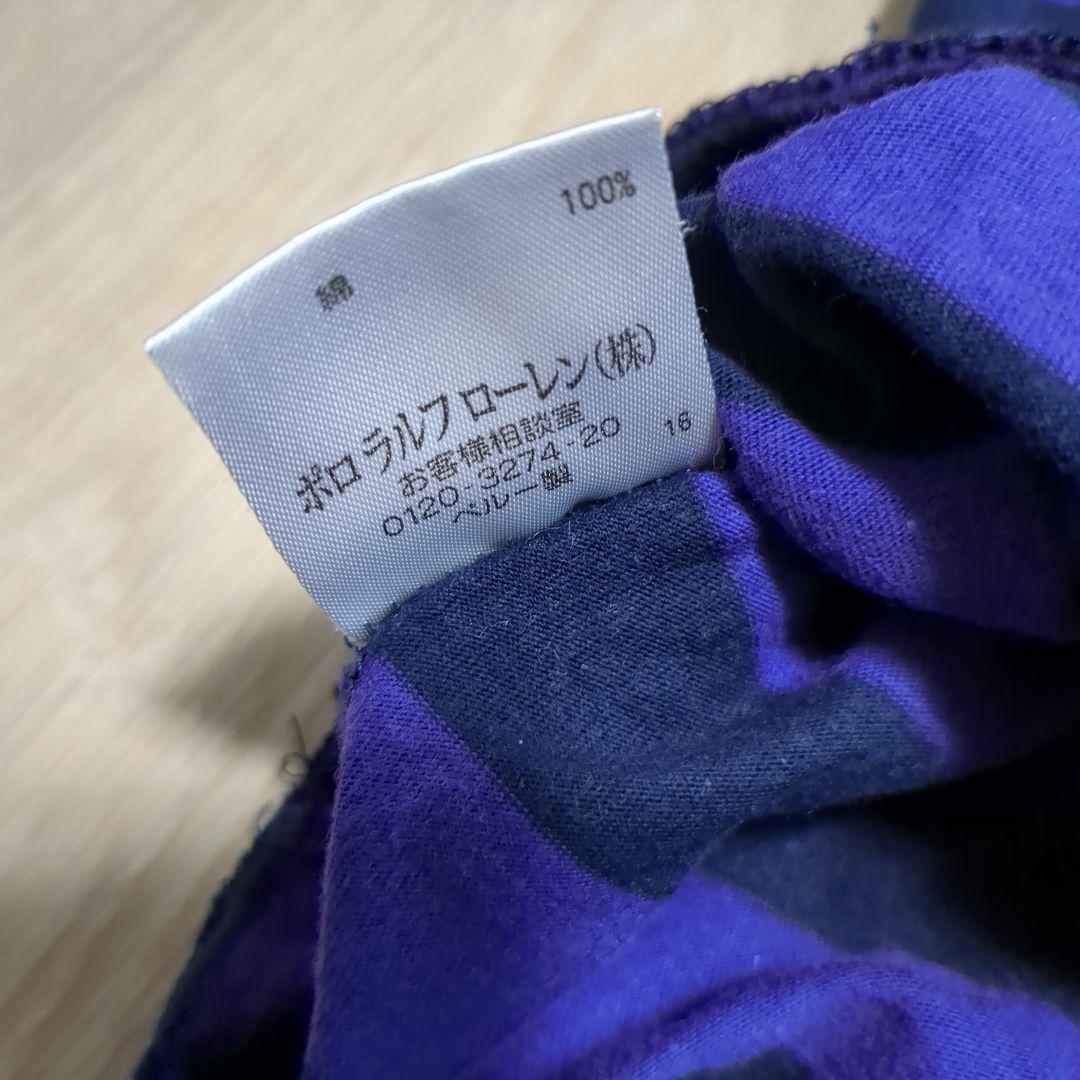 綿 100%
ポロ ラルフ ローレン(株)
お客様相談室
0120-3274-20 16
ペルー製